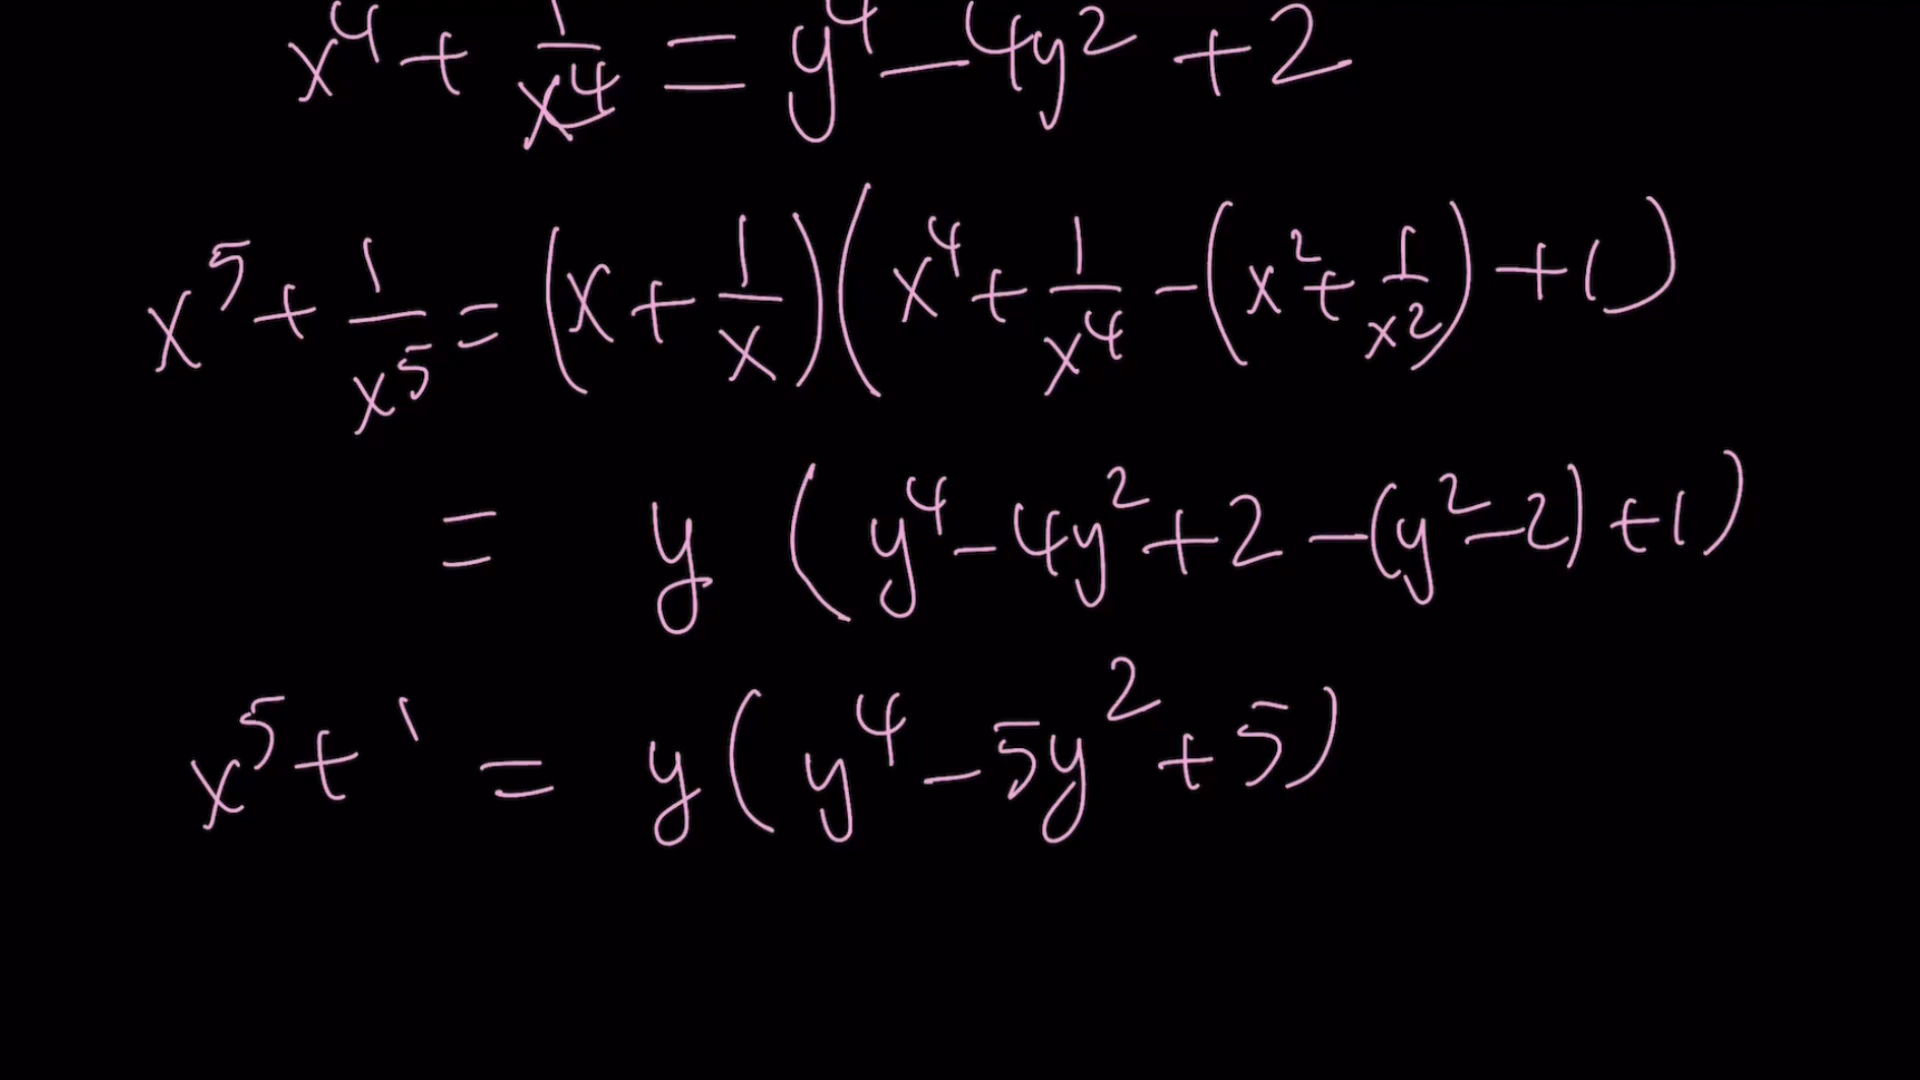 x⁴ + 1/x⁴ = y⁴ - 4y² + 2
x⁵ + 1/x⁵ = (x + 1/x)(x⁴ + 1/x⁴ - (x² + 1/x²) + 1)
= y (y⁴ - 4y² + 2 - (y² - 2) + 1)
x⁵ + ' = y(y⁴ - 5y² + 5)